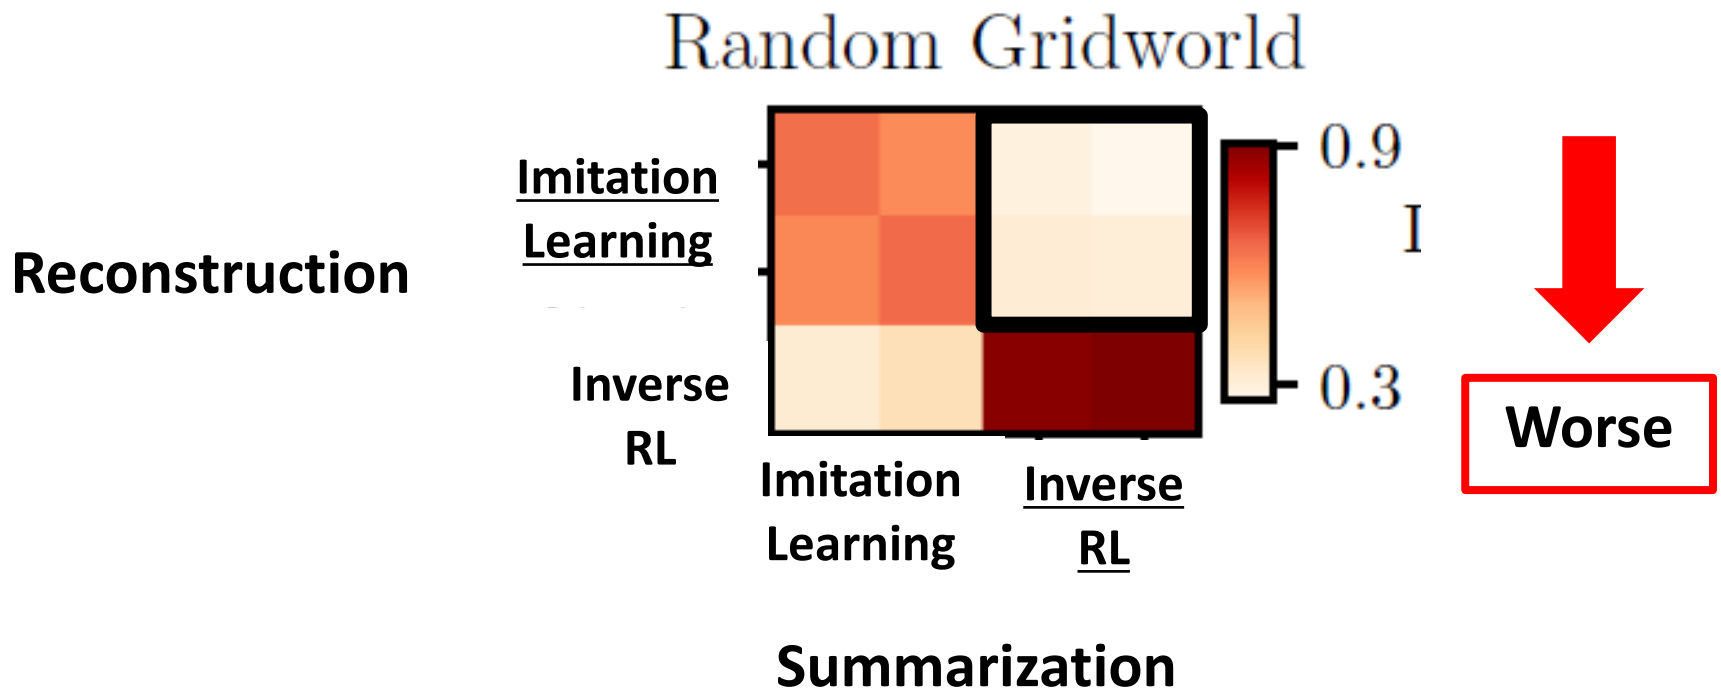 Random Gridworld
Imitation
Learning
Reconstruction
Inverse
RL
0.9
0.3
Worse
Imitation
Learning
Inverse
RL
Summarization